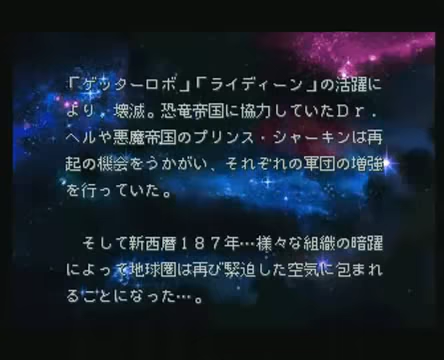 「ゲッターロボ」「ライディーン」の活躍に
より、壊滅。恐竜帝国に協力していたＤｒ．
ヘルや悪魔帝国のプリンス・シャーキンは再
起の機会をうかがい、それぞれの軍団の増強
を行っていた。
そして新西暦１８７年…様々な組織の暗躍
によって地球圏は再び緊迫した空気に包まれ
ることになった…。